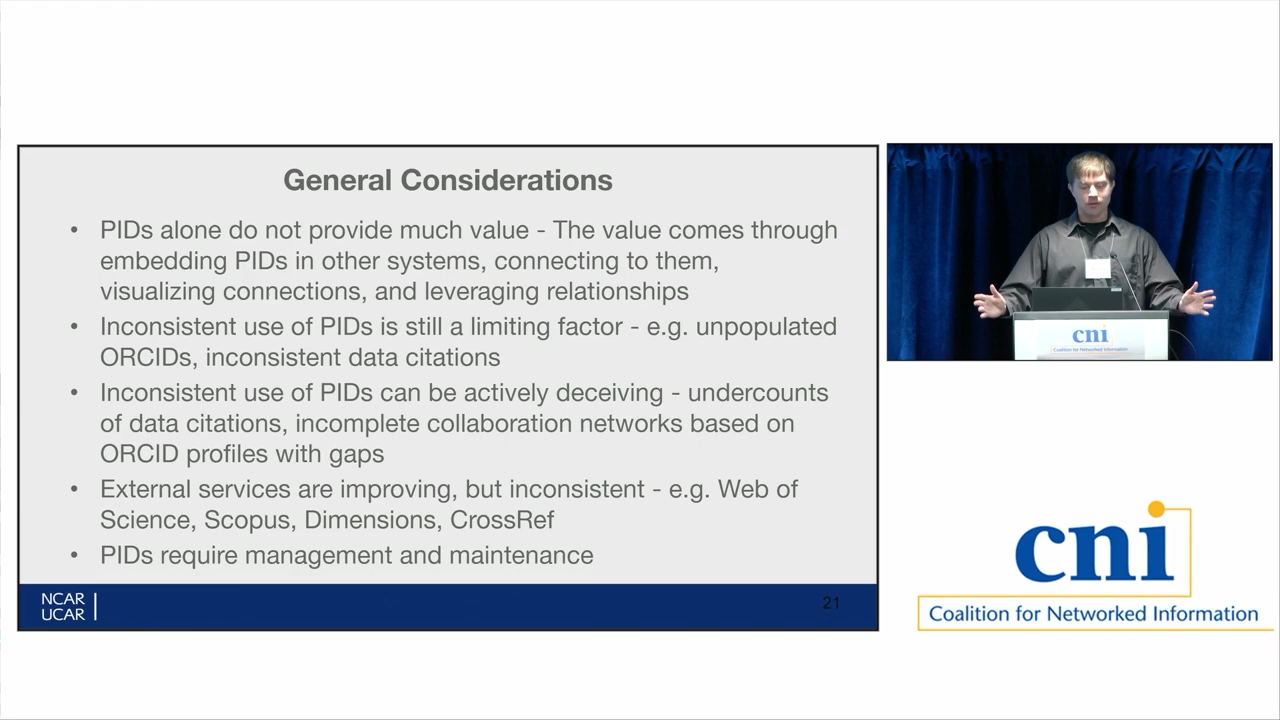 General Considerations
• PIDs alone do not provide much value - The value comes through
embedding PIDs in other systems, connecting to them,
visualizing connections, and leveraging relationships
• Inconsistent use of PIDs is still a limiting factor - e.g. unpopulated
ORCIDs, inconsistent data citations
• Inconsistent use of PIDs can be actively deceiving - undercounts
of data citations, incomplete collaboration networks based on
ORCID profiles with gaps
• External services are improving, but inconsistent - e.g. Web of
Science, Scopus, Dimensions, CrossRef
• PIDs require management and maintenance
NCAR
UCAR
21
cni
Coalition for Networked Information
cni
Coalition for Networked Information